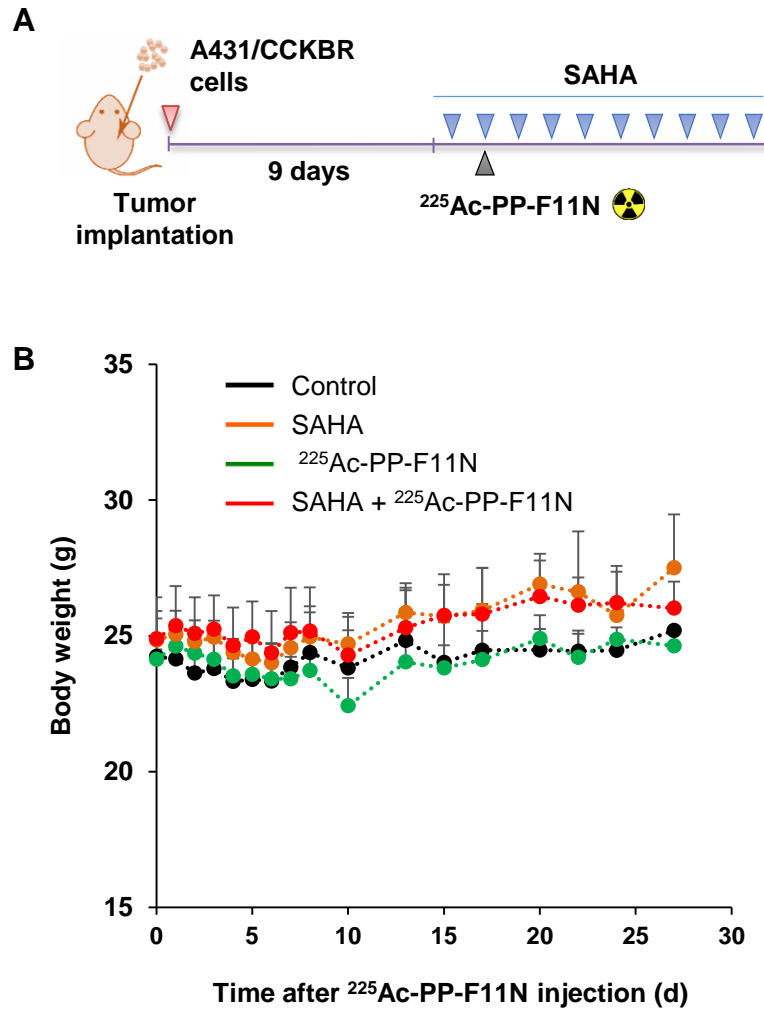 A
A431/CCKBR
cells
SAHA
9 days
Tumor
implantation
²²⁵Ac-PP-F11N
B
35
30
25
20
15
Body weight (g)
Control
SAHA
²²⁵Ac-PP-F11N
SAHA + ²²⁵Ac-PP-F11N
0 5 10 15 20 25 30
Time after ²²⁵Ac-PP-F11N injection (d)